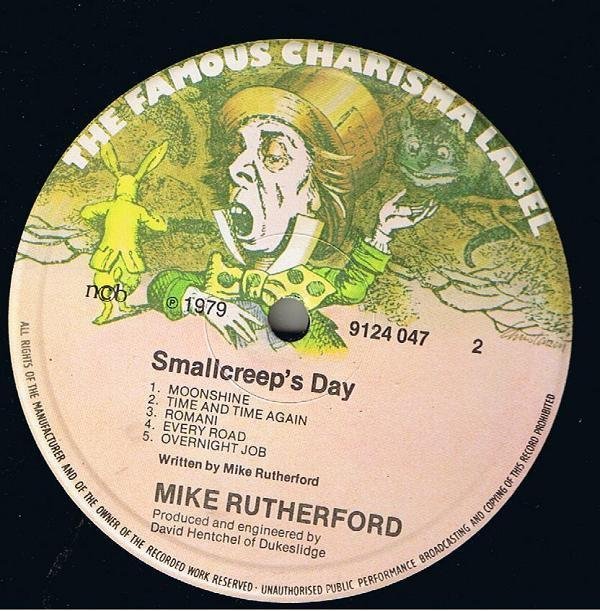 THE FAMOUS CHARISMA LABEL
ncb
℗ 1979
9124 047
2
Smallcreep's Day
1. MOONSHINE
2. TIME AND TIME AGAIN
3. ROMANI
4. EVERY ROAD
5. OVERNIGHT JOB
Written by Mike Rutherford
MIKE RUTHERFORD
Produced and engineered by
David Hentchel of Dukeslidge
ALL RIGHTS OF THE MANUFACTURER AND OF THE OWNER OF THE RECORDED WORK RESERVED · UNAUTHORISED PUBLIC PERFORMANCE BROADCASTING AND COPYING OF THIS RECORD PROHIBITED